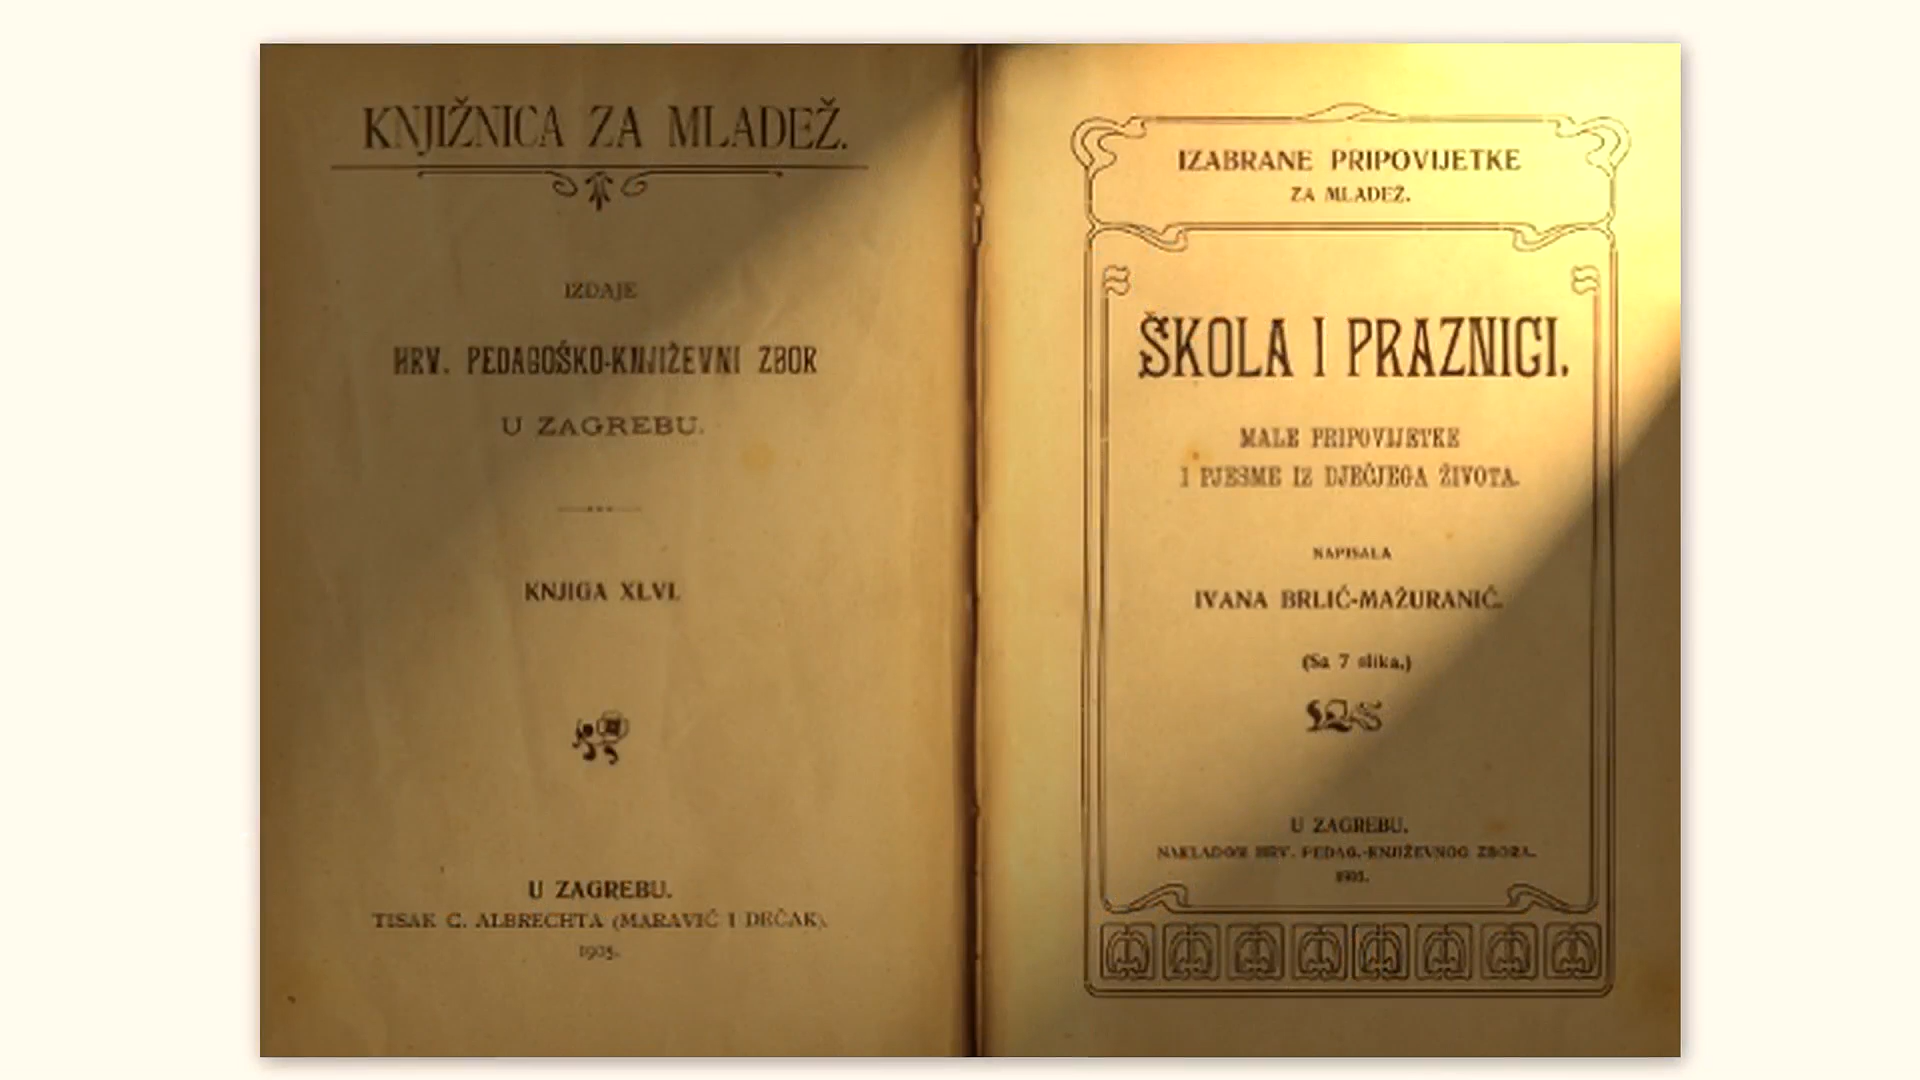 KNJIŽNICA ZA MLADEŽ.
IZDAJE
HRV. PEDAGOŠKO-KNJIŽEVNI ZBOR
U ZAGREBU.
KNJIGA XLVI.
U ZAGREBU.
TISAK C. ALBRECHTA (MARAVIĆ I DEČAK).
1905.
IZABRANE PRIPOVIJETKE
ZA MLADEŽ.
ŠKOLA I PRAZNICI.
MALE PRIPOVIJETKE
I PJESME IZ DJEČJEGA ŽIVOTA.
NAPISALA
IVANA BRLIĆ-MAŽURANIĆ.
(Sa 7 slika.)
U ZAGREBU.
NAKLADOM HRV. PEDAG.-KNJIŽEVNOG ZBORA.
1905.